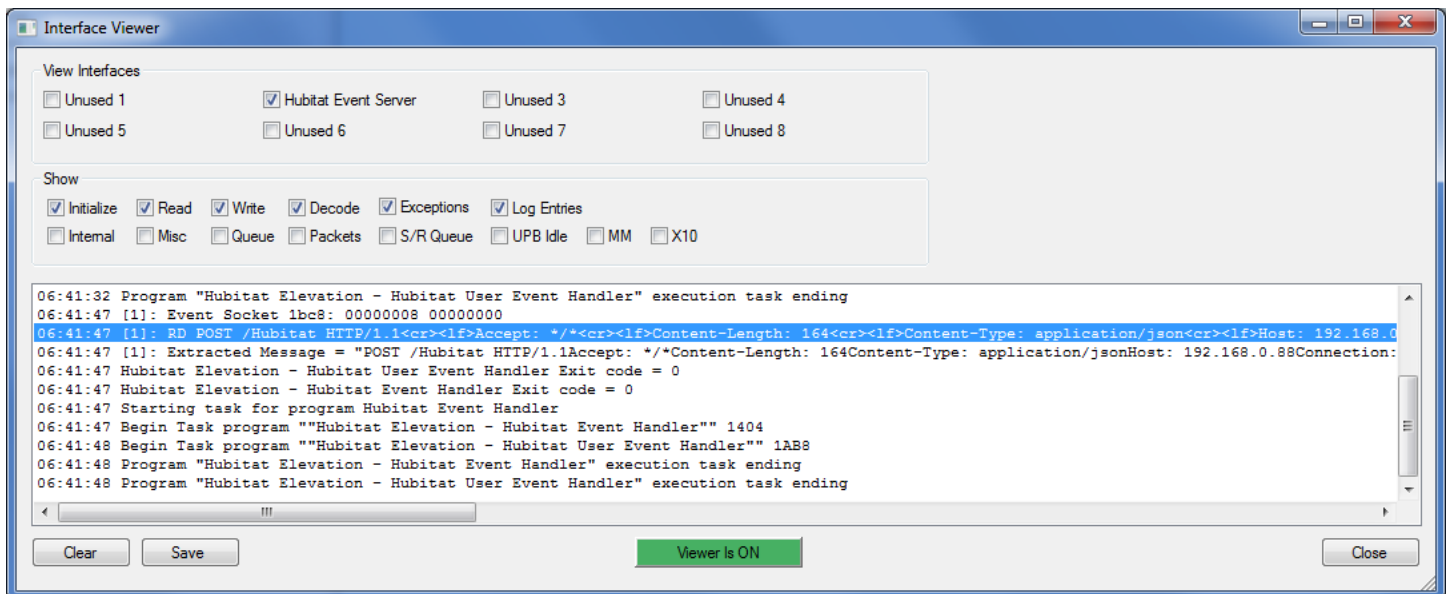 Interface Viewer
View Interfaces
Unused 1 Hubitat Event Server Unused 3 Unused 4
Unused 5 Unused 6 Unused 7 Unused 8
Show
Initialize Read Write Decode Exceptions Log Entries
Internal Misc Queue Packets S/R Queue UPB Idle MM X10
06:41:32 Program "Hubitat Elevation - Hubitat User Event Handler" execution task ending
06:41:47 [1]: Event Socket 1bc8: 00000008 00000000
06:41:47 [1]: RD POST /Hubitat HTTP/1.1<cr><lf>Accept: */*<cr><lf>Content-Length: 164<cr><lf>Content-Type: application/json<cr><lf>Host: 192.168.0
06:41:47 [1]: Extracted Message = "POST /Hubitat HTTP/1.1Accept: */*Content-Length: 164Content-Type: application/jsonHost: 192.168.0.88Connection:
06:41:47 Hubitat Elevation - Hubitat User Event Handler Exit code = 0
06:41:47 Hubitat Elevation - Hubitat Event Handler Exit code = 0
06:41:47 Starting task for program Hubitat Event Handler
06:41:47 Begin Task program ""Hubitat Elevation - Hubitat Event Handler"" 1404
06:41:48 Begin Task program ""Hubitat Elevation - Hubitat User Event Handler"" 1AB8
06:41:48 Program "Hubitat Elevation - Hubitat Event Handler" execution task ending
06:41:48 Program "Hubitat Elevation - Hubitat User Event Handler" execution task ending
Clear Save Viewer Is ON Close